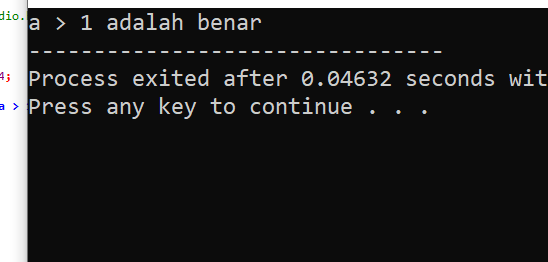 dio.
4;
a >
a > 1 adalah benar
--------------------------------
Process exited after 0.04632 seconds wit
Press any key to continue . . .